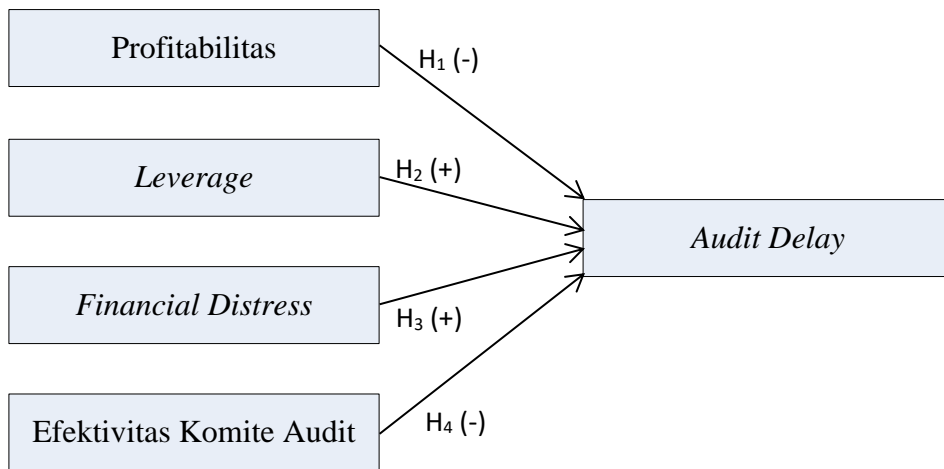 Profitabilitas
H₁ (-)
Leverage
H₂ (+)
Audit Delay
Financial Distress
H₃ (+)
Efektivitas Komite Audit
H₄ (-)